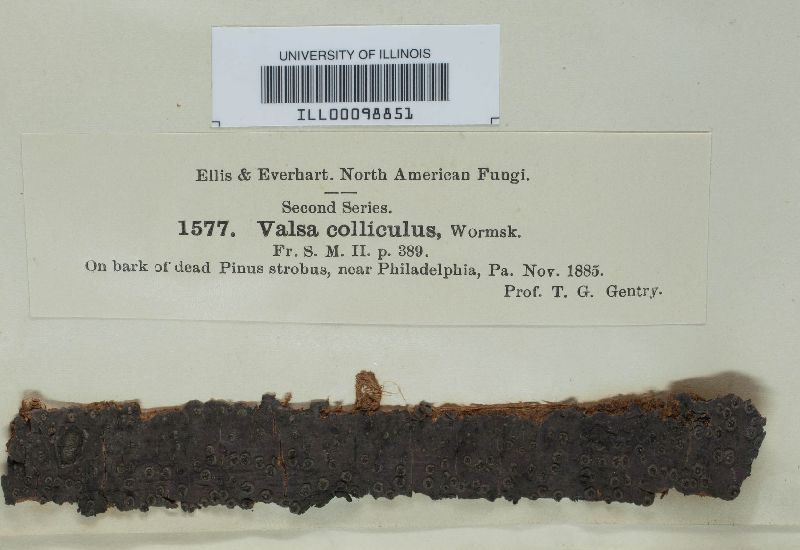 UNIVERSITY OF ILLINOIS
ILL00098851
Ellis & Everhart. North American Fungi.
Second Series.
1577. Valsa colliculus, Wormsk.
Fr. S. M. II. p. 389.
On bark of dead Pinus strobus, near Philadelphia, Pa. Nov. 1885.
Prof. T. G. Gentry.